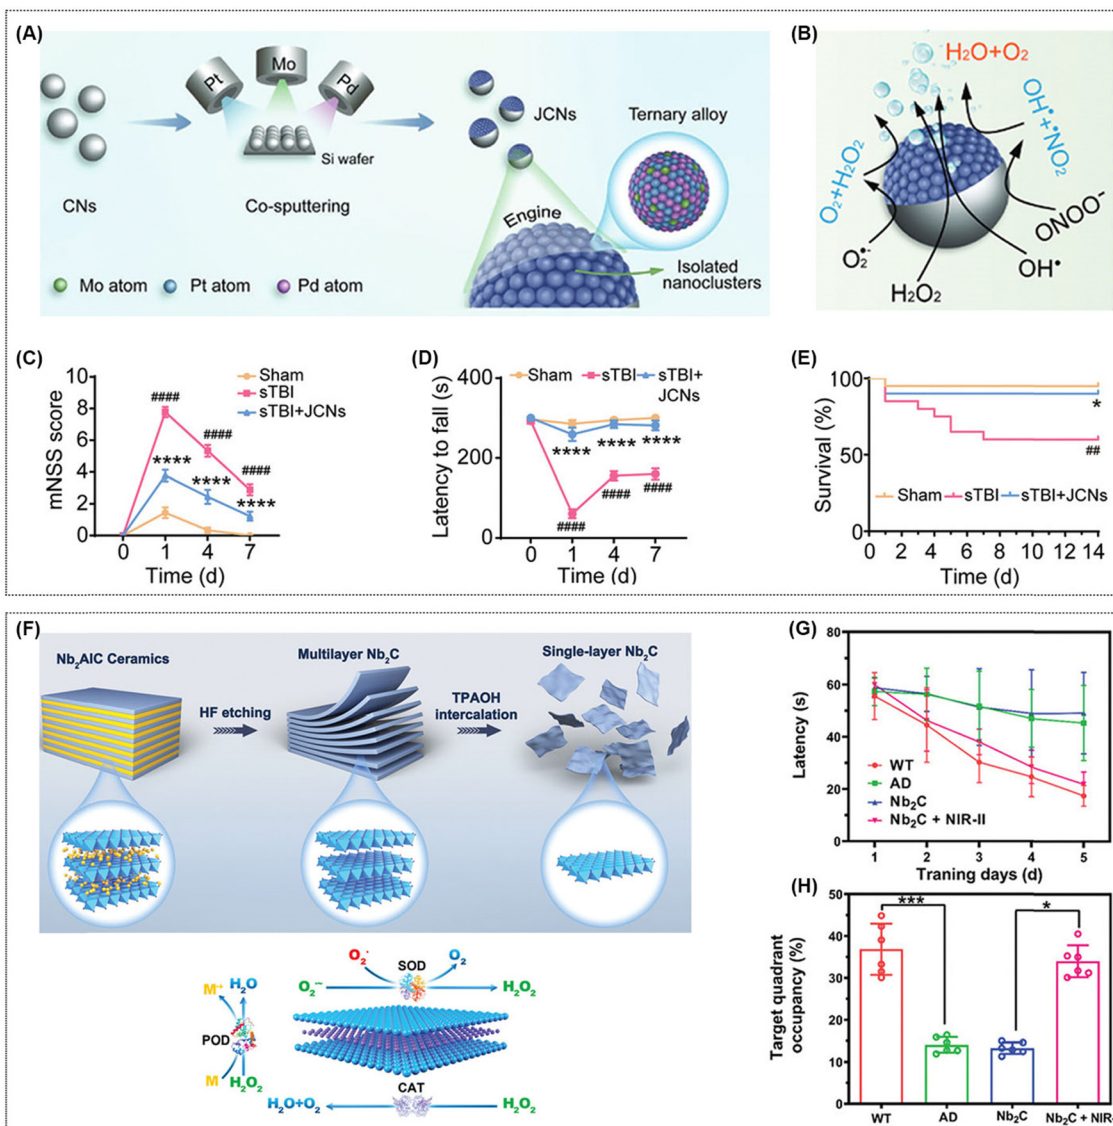 (A)
Pt
Mo
Pd
CNs
Si wafer
Co-sputtering
JCNs
Ternary alloy
Engine
Isolated
nanoclusters
Mo atom
Pt atom
Pd atom
(B)
H₂O+O₂
OH•+•NO₂
O₂+H₂O₂
O₂•-
H₂O₂
OH•
ONOO⁻
(C)
mNSS score
10
8
6
4
2
0
Sham
sTBI
sTBI+JCNs
####
####
####
****
****
****
0 1 4 7
Time (d)
(D)
Latency to fall (s)
300
200
100
0
Sham sTBI sTBI+
JCNs
**** **** ****
####
####
####
0 1 4 7
Time (d)
(E)
Survival (%)
100
50
0
*
##
Sham sTBI sTBI+JCNs
2 4 6 8 10 12 14
Time (d)
(F)
Nb₂AlC Ceramics
HF etching
Multilayer Nb₂C
TPAOH
intercalation
Single-layer Nb₂C
SOD
O₂
H₂O₂
M
H₂O
POD
M
H₂O₂
CAT
H₂O+O₂
H₂O₂
(G)
Latency (s)
80
60
40
20
0
WT
AD
Nb₂C
Nb₂C + NIR-II
1 2 3 4 5
Traning days (d)
(H)
Target quadrant
occupancy (%)
50
40
30
20
10
0
***
*
WT AD Nb₂C Nb₂C + NIR-